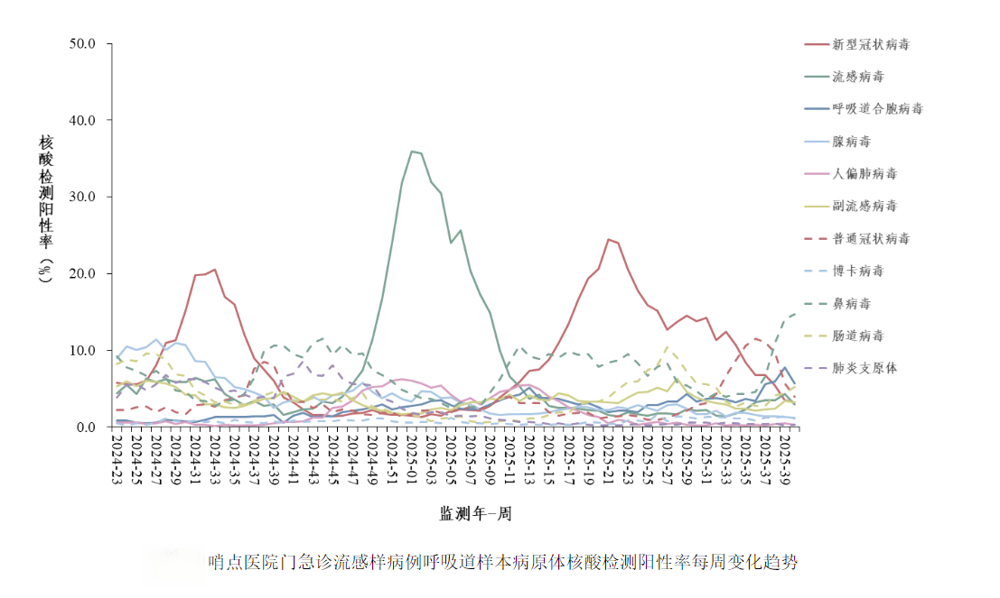 50.0
40.0
30.0
20.0
10.0
0.0
核酸检测阳性率（%）
新型冠状病毒
流感病毒
呼吸道合胞病毒
腺病毒
人偏肺病毒
副流感病毒
普通冠状病毒
博卡病毒
鼻病毒
肠道病毒
肺炎支原体
2024-23
2024-25
2024-27
2024-29
2024-31
2024-33
2024-35
2024-37
2024-39
2024-41
2024-43
2024-45
2024-47
2024-49
2024-51
2025-01
2025-03
2025-05
2025-07
2025-09
2025-11
2025-13
2025-15
2025-17
2025-19
2025-21
2025-23
2025-25
2025-27
2025-29
2025-31
2025-33
2025-35
2025-37
2025-39
监测年-周
哨点医院门急诊流感样病例呼吸道样本病原体核酸检测阳性率每周变化趋势